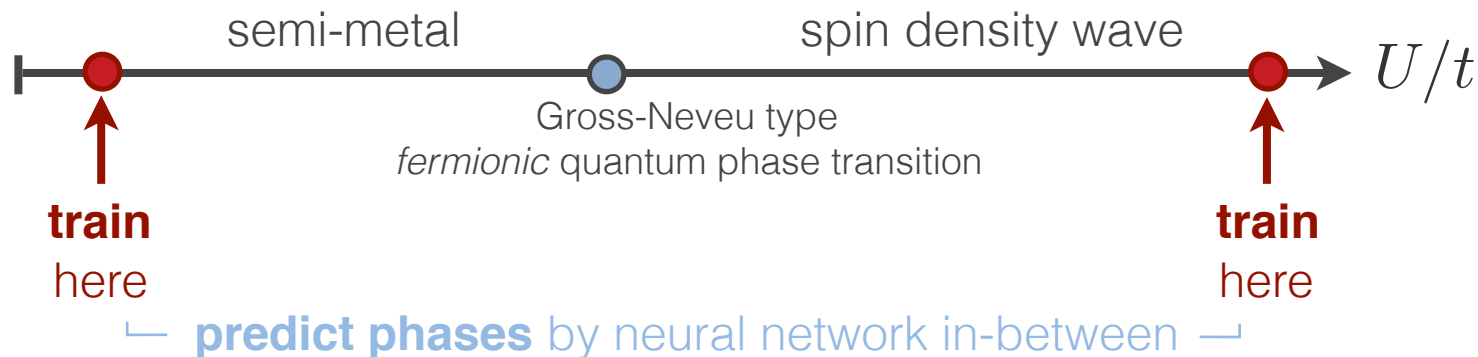 semi-metal
spin density wave
U/t
Gross-Neveu type
fermionic quantum phase transition
train
here
train
here
predict phases by neural network in-between